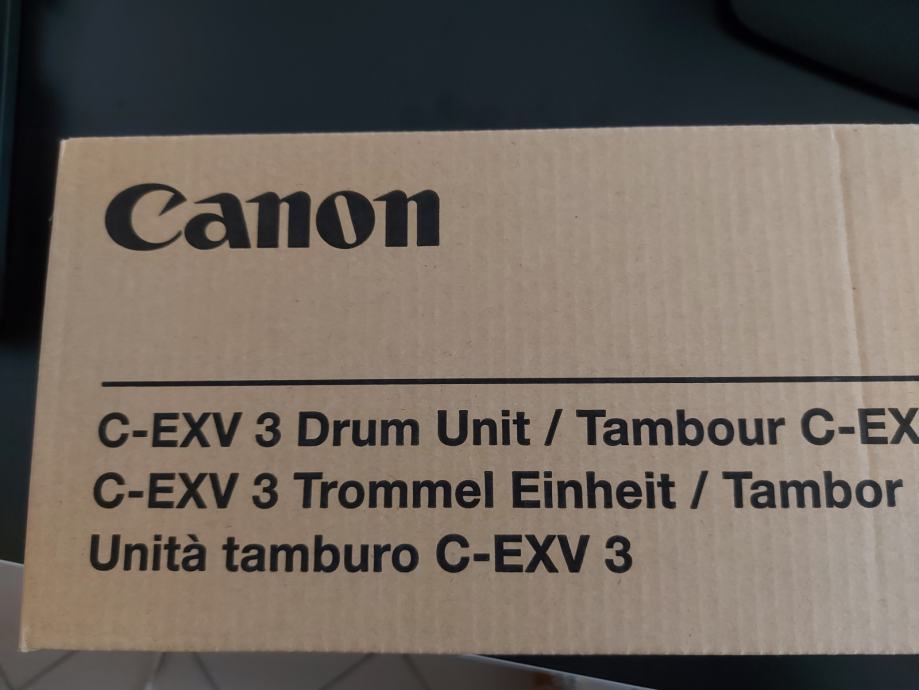 Canon
C-EXV 3 Drum Unit / Tambour C-EX
C-EXV 3 Trommel Einheit / Tambor
Unità tamburo C-EXV 3